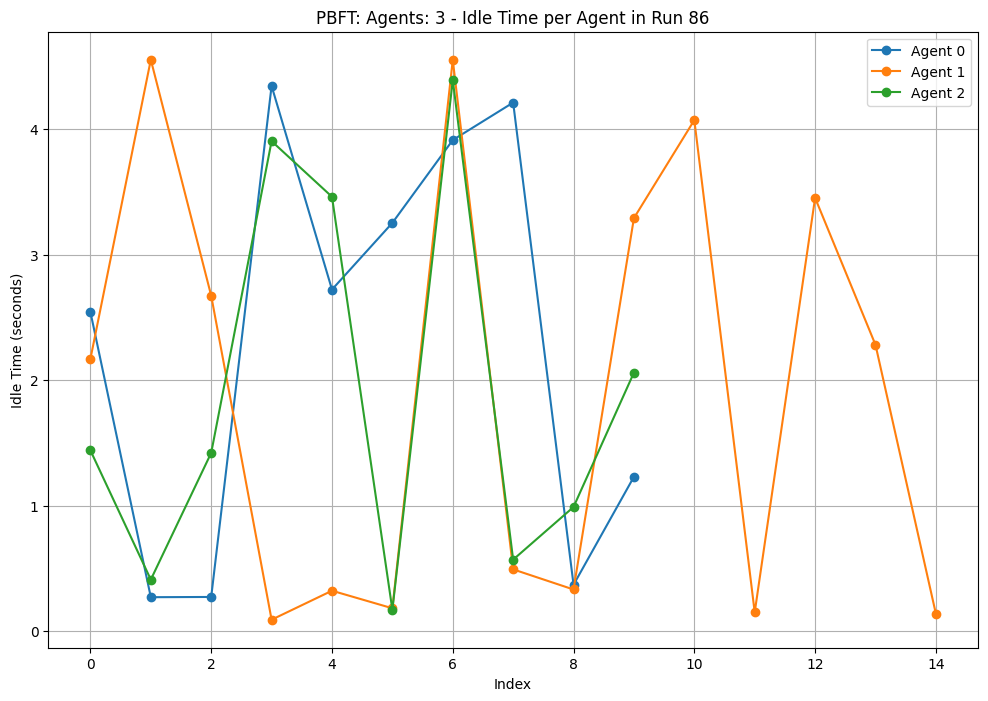 PBFT: Agents: 3 - Idle Time per Agent in Run 86
Agent 0
Agent 1
Agent 2
Idle Time (seconds)
4
3
2
1
0
0 2 4 6 8 10 12 14
Index